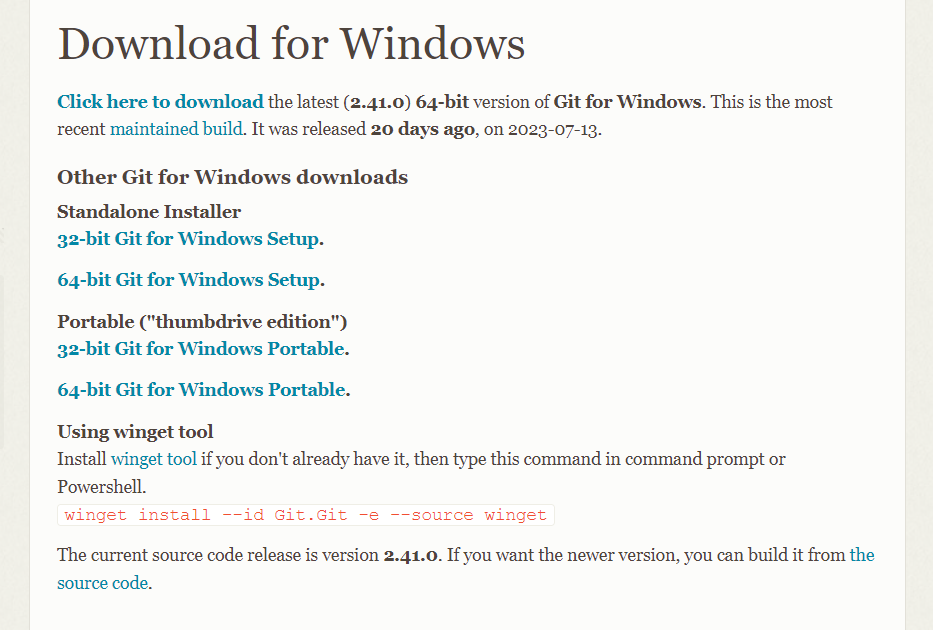 Download for Windows
Click here to download the latest (2.41.0) 64-bit version of Git for Windows. This is the most
recent maintained build. It was released 20 days ago, on 2023-07-13.
Other Git for Windows downloads
Standalone Installer
32-bit Git for Windows Setup.
64-bit Git for Windows Setup.
Portable ("thumbdrive edition")
32-bit Git for Windows Portable.
64-bit Git for Windows Portable.
Using winget tool
Install winget tool if you don't already have it, then type this command in command prompt or
Powershell.
winget install --id Git.Git -e --source winget
The current source code release is version 2.41.0. If you want the newer version, you can build it from the
source code.